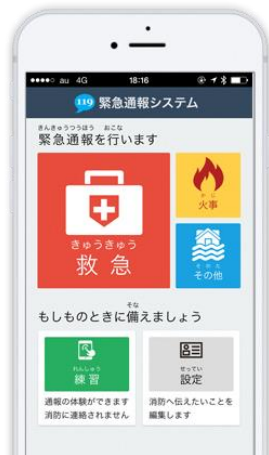 au 4G 18:16
119 緊急通報システム
きんきゅうつうほう おこな
緊急通報を行います
きゅうきゅう
救急
かじ
火事
その他
そな
もしものときに備えましょう
れんしゅう
練習
せってい
設定
通報の体験ができます
消防に連絡されません
消防へ伝えたいことを
編集します